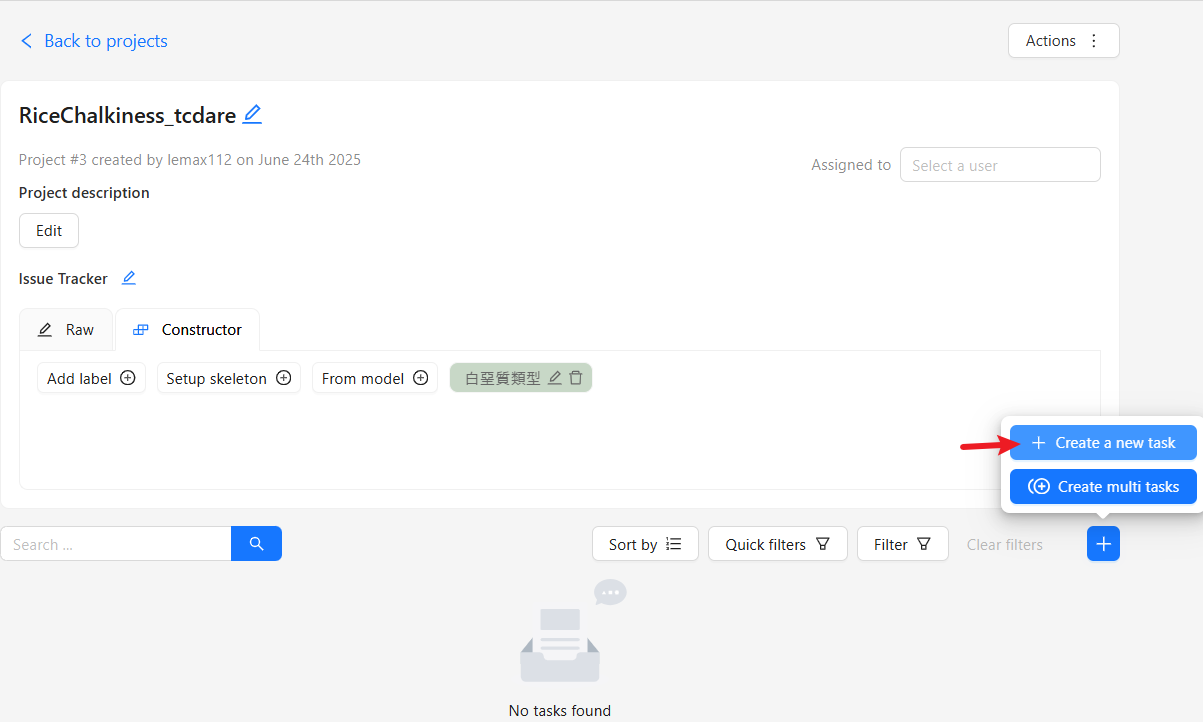 Back to projects
Actions
RiceChalkiness_tcdare
Project #3 created by lemax112 on June 24th 2025
Assigned to
Select a user
Project description
Edit
Issue Tracker
Raw
Constructor
Add label
Setup skeleton
From model
白堊質類型
Create a new task
Create multi tasks
Search ...
Sort by
Quick filters
Filter
Clear filters
No tasks found